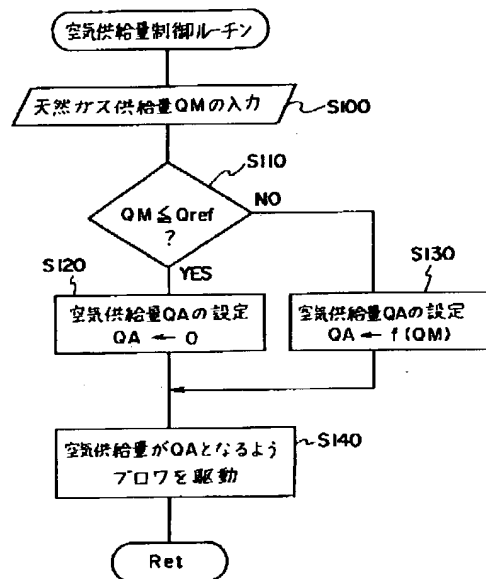 空気供給量制御ルーチン
天然ガス供給量QMの入力
S100
S110
QM≦Qref
?
NO
YES
S120
空気供給量QAの設定
QA ← 0
S130
空気供給量QAの設定
QA ← f(QM)
空気供給量がQAとなるよう
ブロワを駆動
S140
Ret